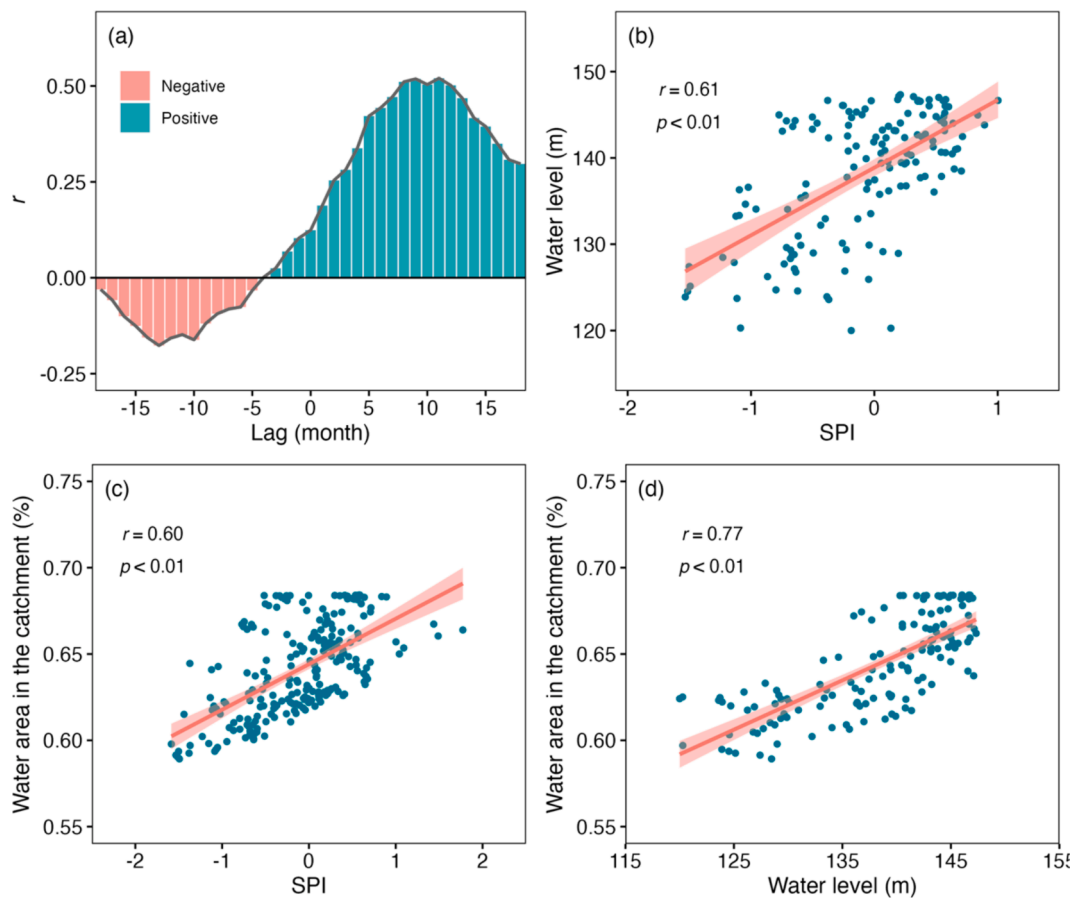 (a)
Negative
Positive
r
0.50
0.25
0.00
-0.25
-15
-10
-5
0
5
10
15
Lag (month)
(b)
r = 0.61
p < 0.01
Water level (m)
150
140
130
120
-2
-1
0
1
SPI
(c)
r = 0.60
p < 0.01
Water area in the catchment (%)
0.75
0.70
0.65
0.60
0.55
-2
-1
0
1
2
SPI
(d)
r = 0.77
p < 0.01
Water area in the catchment (%)
0.75
0.70
0.65
0.60
0.55
115
125
135
145
155
Water level (m)